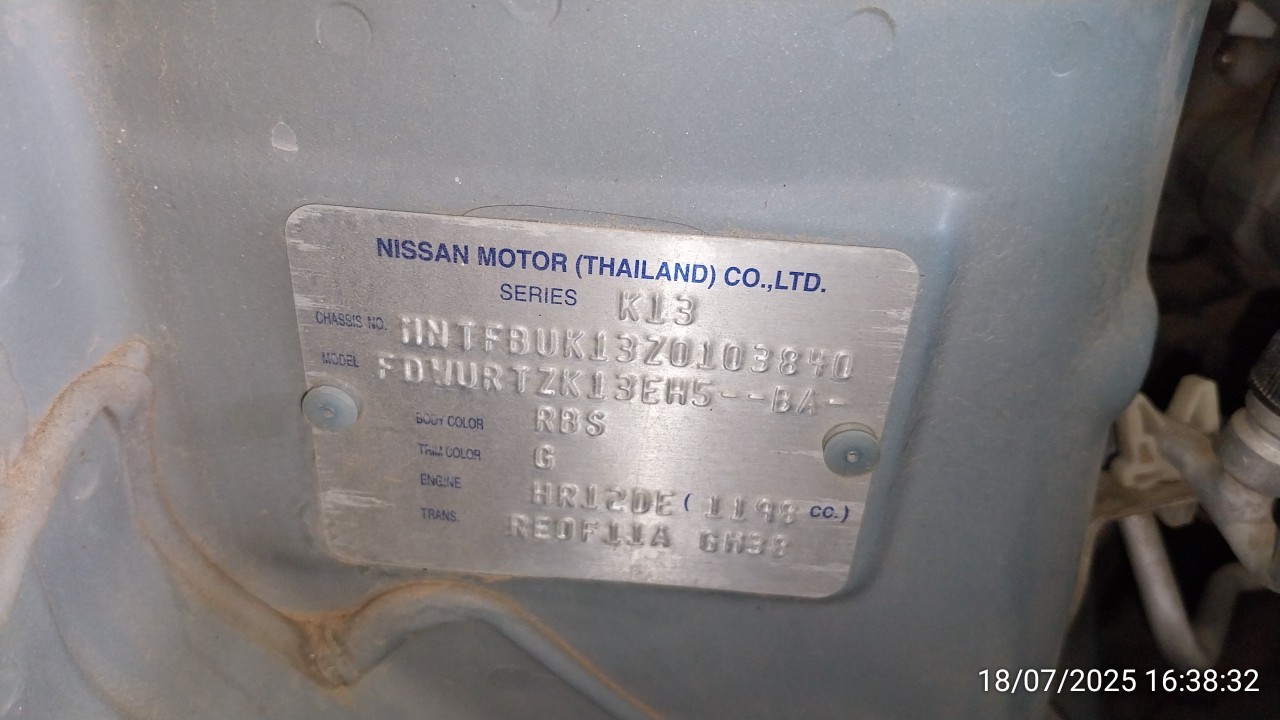 NISSAN MOTOR (THAILAND) CO.,LTD.
SERIES K13
CHASSIS NO. MNTFBUK13Z0103840
MODEL FDWURTZK13EH5--BA-
BODY COLOR RBS
TRIM COLOR G
ENGINE HR12DE ( 1198 CC.)
TRANS. RE0F11A GH38
18/07/2025 16:38:32